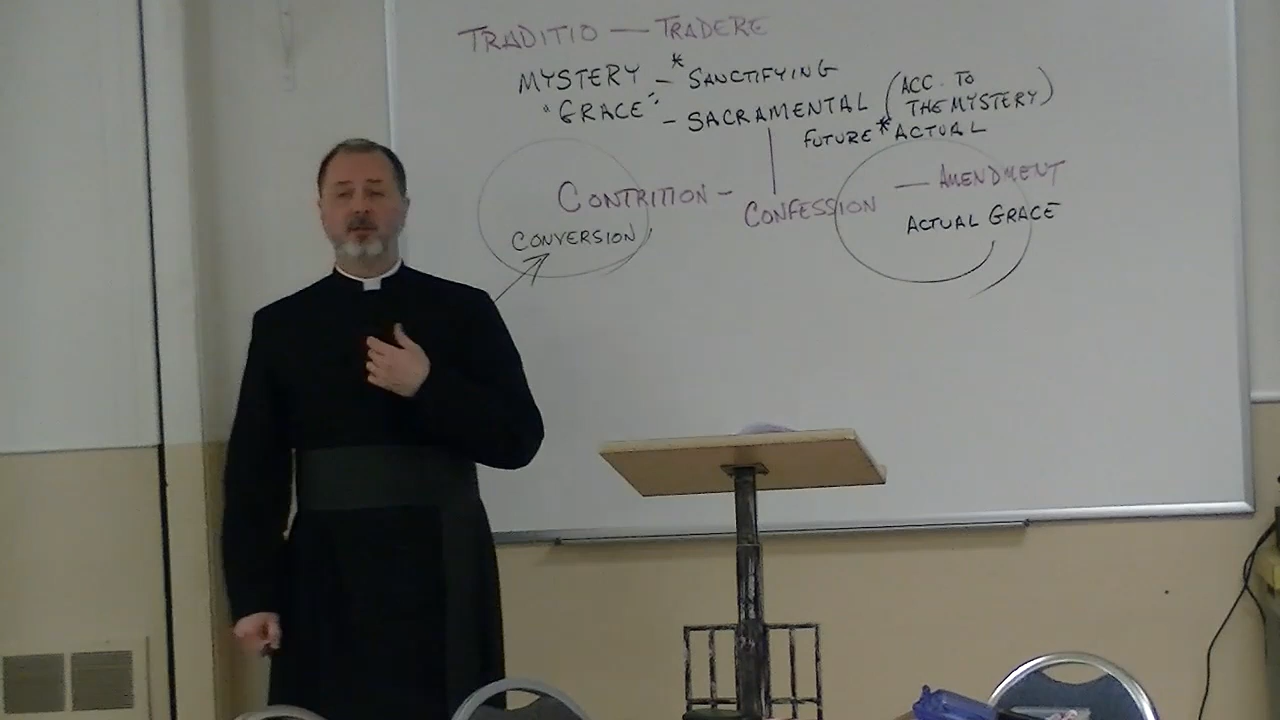 TRADITIO — TRADERE
MYSTERY — * SANCTIFYING
"GRACE" — SACRAMENTAL (ACC. TO THE MYSTERY)
FUTURE * ACTUAL
CONTRITION — CONFESSION — AMENDMENT
CONVERSION
ACTUAL GRACE